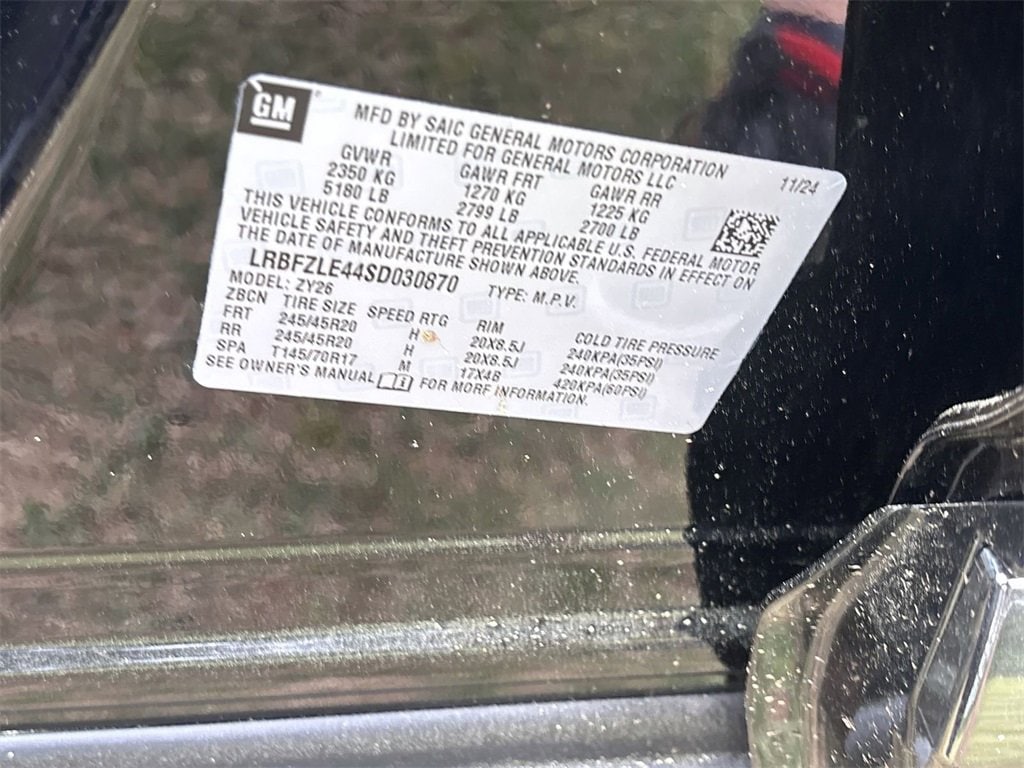 GM
MFD BY SAIC GENERAL MOTORS CORPORATION
LIMITED FOR GENERAL MOTORS LLC
11/24
GVWR GAWR FRT GAWR RR
2350 KG 1270 KG 1225 KG
5180 LB 2799 LB 2700 LB
THIS VEHICLE CONFORMS TO ALL APPLICABLE U.S. FEDERAL MOTOR
VEHICLE SAFETY AND THEFT PREVENTION STANDARDS IN EFFECT ON
THE DATE OF MANUFACTURE SHOWN ABOVE.
LRBFZLE44SD030870 TYPE: M.P.V.
MODEL: ZY26
ZBCN TIRE SIZE SPEED RTG RIM COLD TIRE PRESSURE
FRT 245/45R20 H 20X8.5J 240KPA(35PSI)
RR 245/45R20 H 20X8.5J 240KPA(35PSI)
SPA T145/70R17 M 17X4B 420KPA(60PSI)
SEE OWNER'S MANUAL FOR MORE INFORMATION.